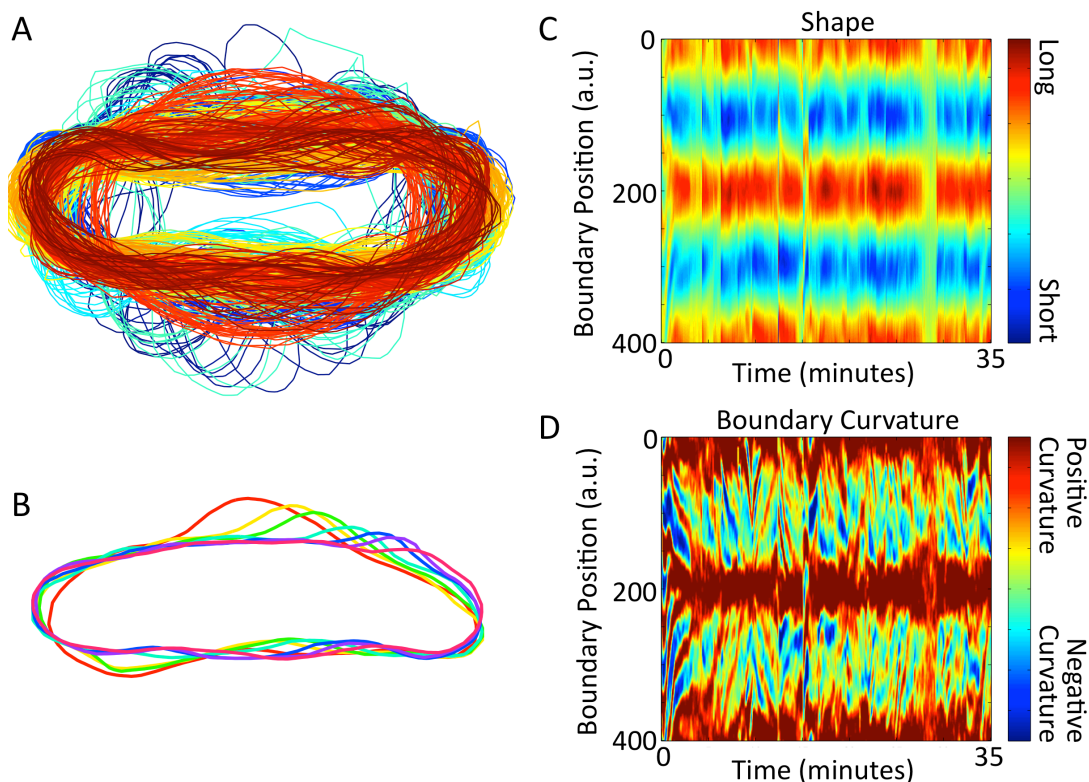 A
B
C
Shape
Boundary Position (a.u.)
0
200
400
0
35
Time (minutes)
Long
Short
D
Boundary Curvature
Boundary Position (a.u.)
0
200
400
0
35
Time (minutes)
Positive
Curvature
Negative
Curvature